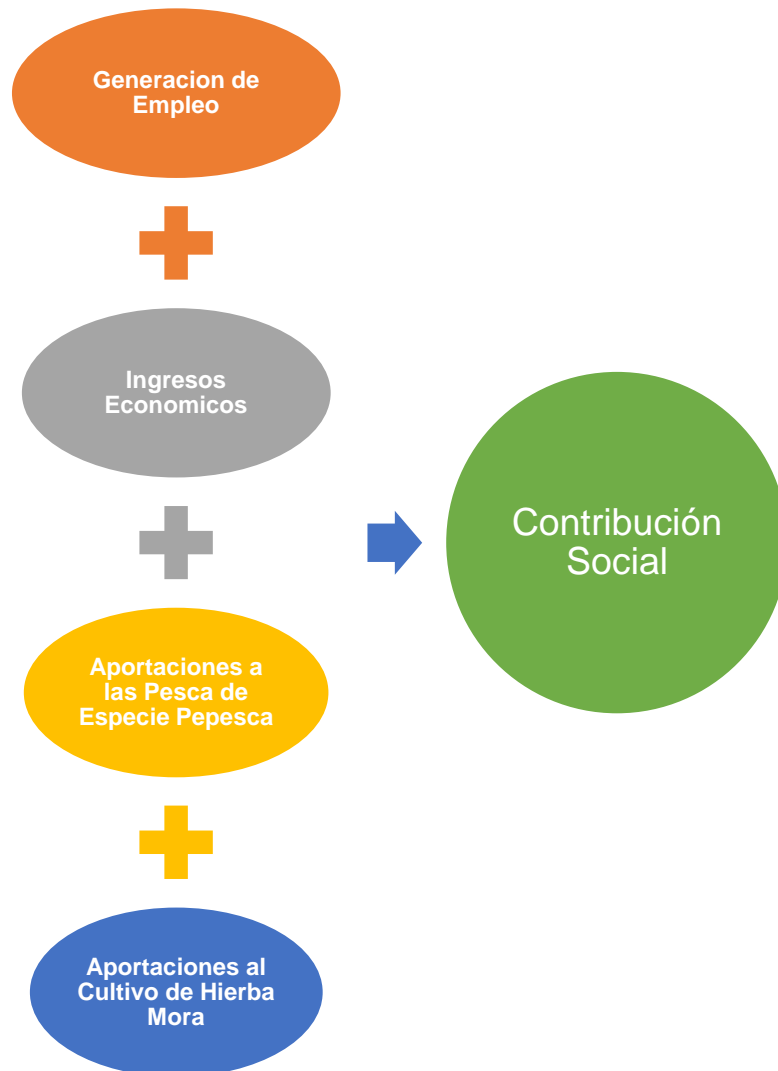 Generacion de
Empleo
Ingresos
Economicos
Aportaciones a
las Pesca de
Especie Pepesca
Aportaciones al
Cultivo de Hierba
Mora
Contribución
Social